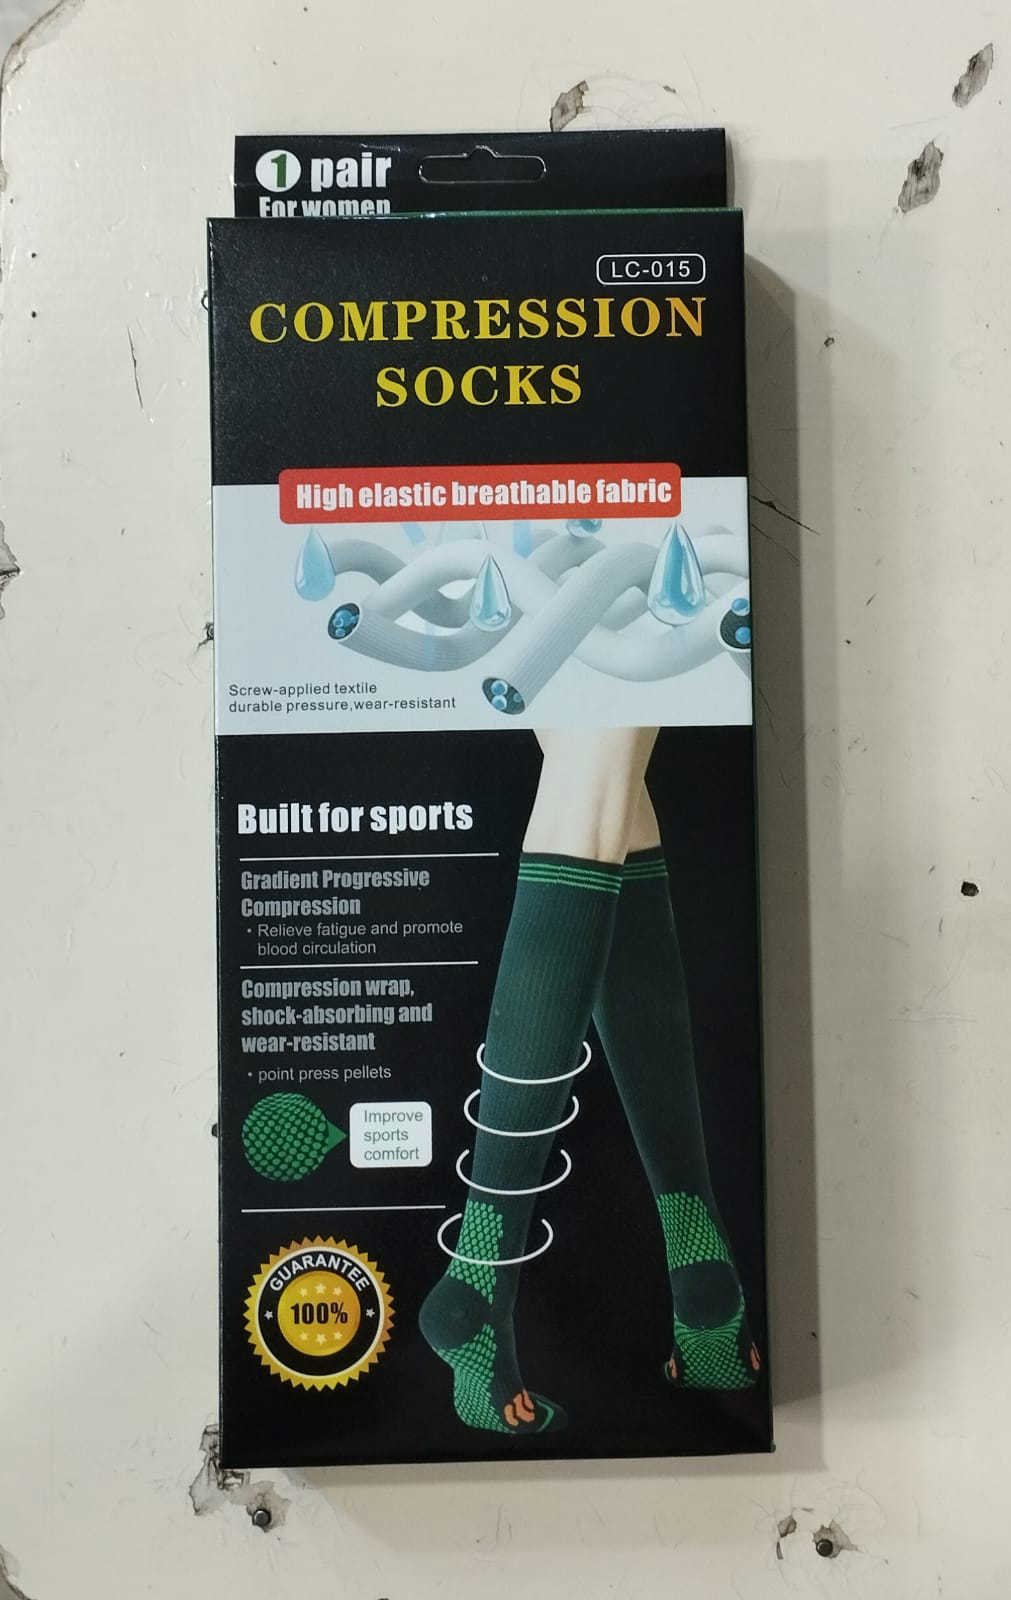 1 pair
For women
LC-015
COMPRESSION
SOCKS
High elastic breathable fabric
Screw-applied textile
durable pressure,wear-resistant
Built for sports
Gradient Progressive
Compression
• Relieve fatigue and promote
blood circulation
Compression wrap,
shock-absorbing and
wear-resistant
• point press pellets
Improve
sports
comfort
GUARANTEE
100%